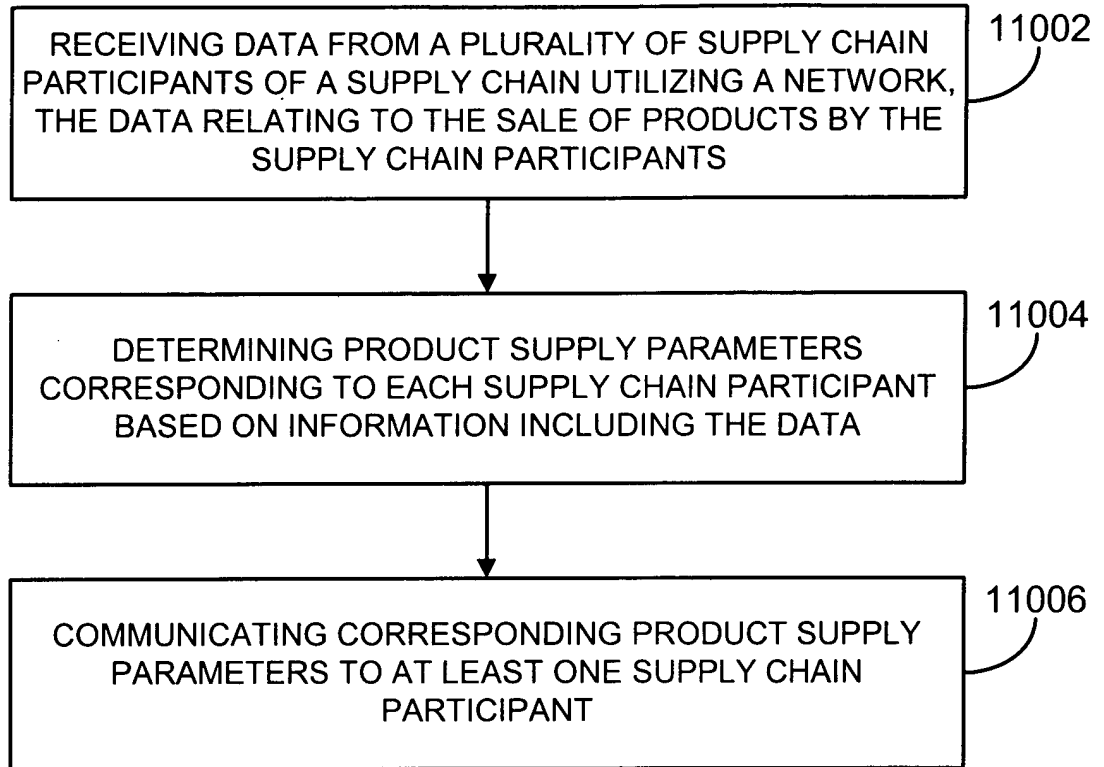 RECEIVING DATA FROM A PLURALITY OF SUPPLY CHAIN
PARTICIPANTS OF A SUPPLY CHAIN UTILIZING A NETWORK,
THE DATA RELATING TO THE SALE OF PRODUCTS BY THE
SUPPLY CHAIN PARTICIPANTS
11002
DETERMINING PRODUCT SUPPLY PARAMETERS
CORRESPONDING TO EACH SUPPLY CHAIN PARTICIPANT
BASED ON INFORMATION INCLUDING THE DATA
11004
COMMUNICATING CORRESPONDING PRODUCT SUPPLY
PARAMETERS TO AT LEAST ONE SUPPLY CHAIN
PARTICIPANT
11006